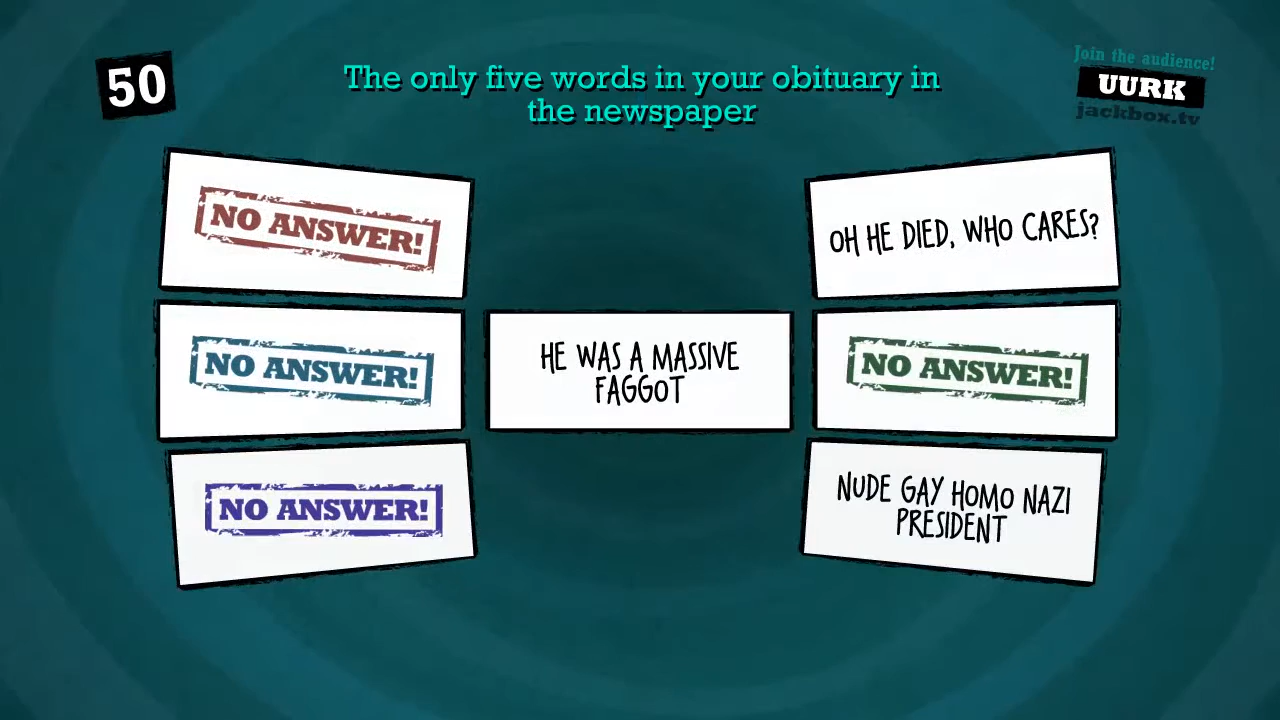 50
The only five words in your obituary in
the newspaper
Join the audience!
UURK
jackbox.tv
NO ANSWER!
OH HE DIED, WHO CARES?
NO ANSWER!
HE WAS A MASSIVE
FAGGOT
NO ANSWER!
NO ANSWER!
NUDE GAY HOMO NAZI
PRESIDENT